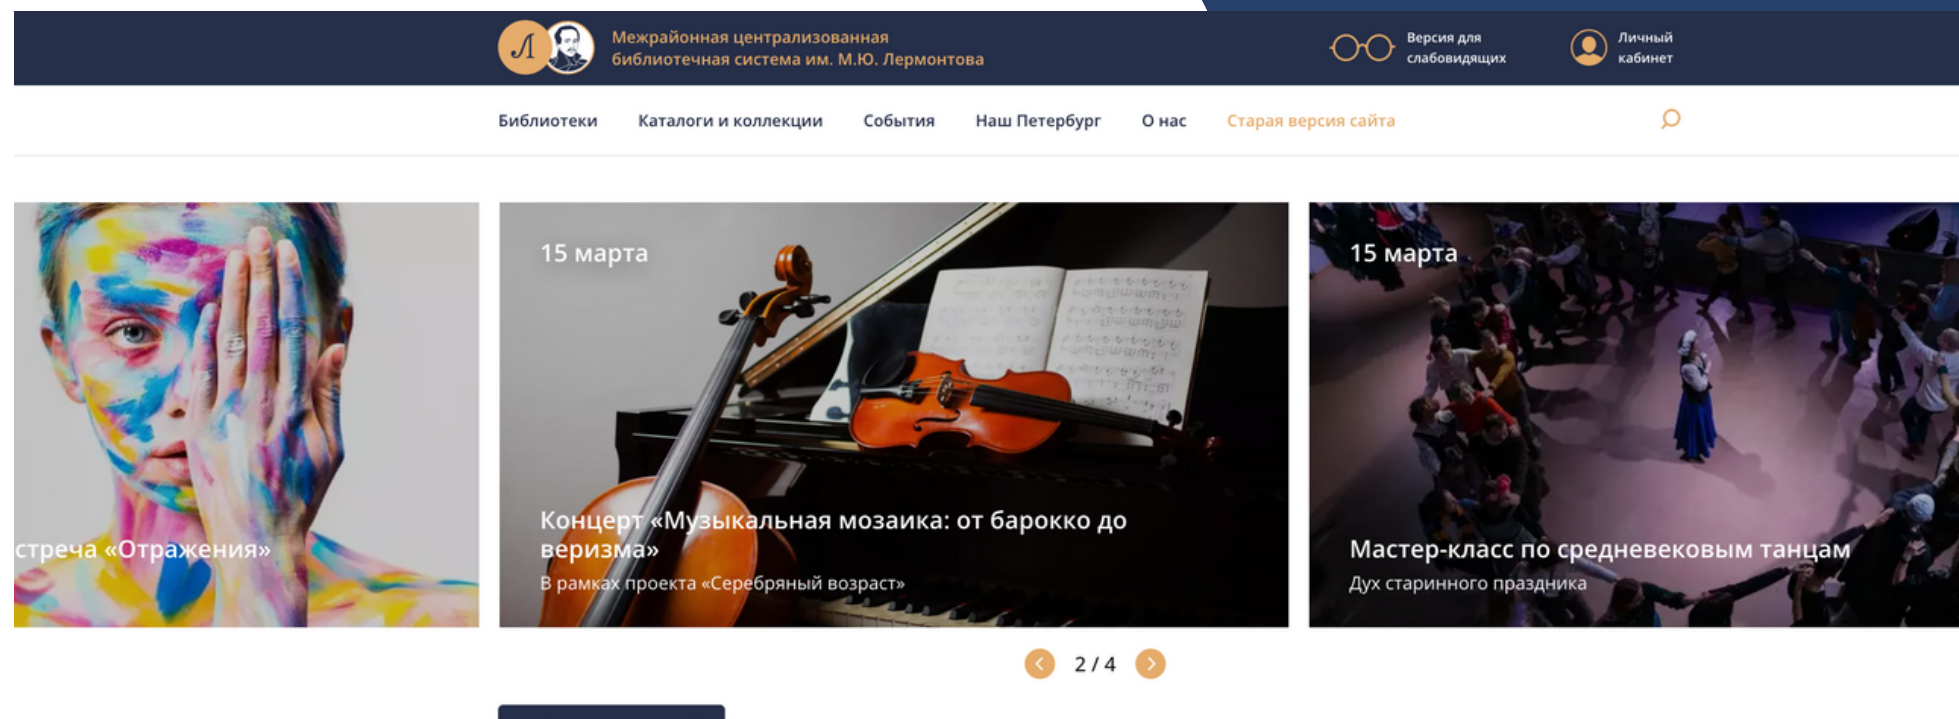 Л
Межрайонная централизованная
библиотечная система им. М.Ю. Лермонтова
Версия для
слабовидящих
Личный
кабинет
Библиотеки
Каталоги и коллекции
События
Наш Петербург
О нас
Старая версия сайта
стреча «Отражения»
15 марта
Концерт «Музыкальная мозаика: от барокко до
веризма»
В рамках проекта «Серебряный возраст»
15 марта
Мастер-класс по средневековым танцам
Дух старинного праздника
2 / 4